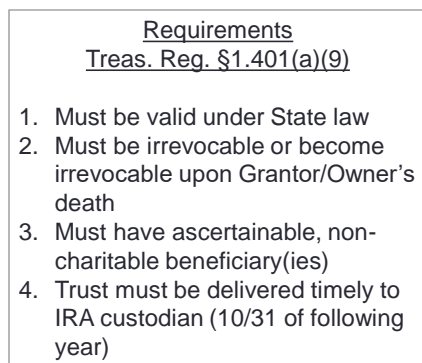 Requirements
Treas. Reg. §1.401(a)(9)
1. Must be valid under State law
2. Must be irrevocable or become
irrevocable upon Grantor/Owner's
death
3. Must have ascertainable, non-
charitable beneficiary(ies)
4. Trust must be delivered timely to
IRA custodian (10/31 of following
year)